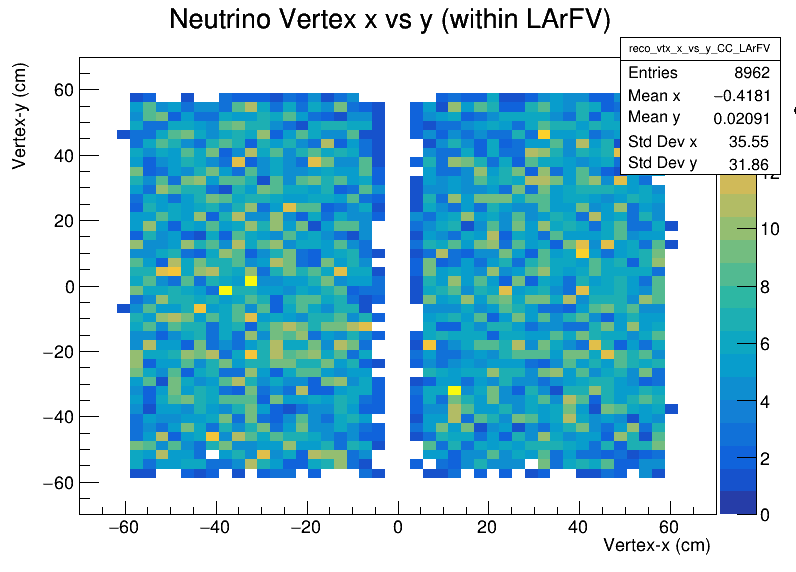 Neutrino Vertex x vs y (within LArFV)
reco_vtx_x_vs_y_CC_LArFV
Entries 8962
Mean x −0.4181
Mean y 0.02091
Std Dev x 35.55
Std Dev y 31.86
Vertex-y (cm)
60
40
20
0
−20
−40
−60
−60 −40 −20 0 20 40 60
Vertex-x (cm)
12
10
8
6
4
2
0